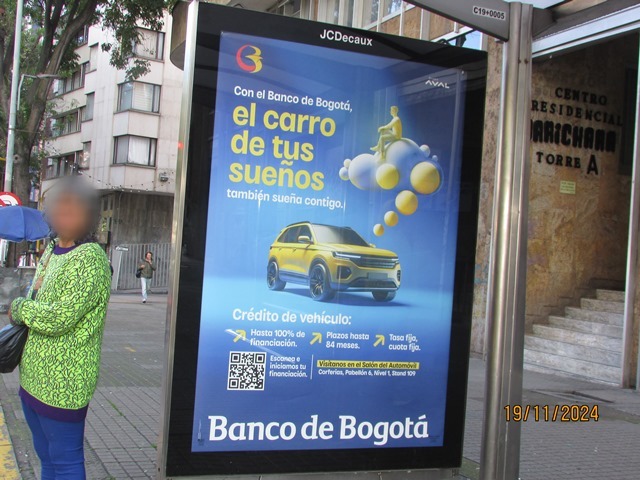 C19+0005
JCDecaux
AVAL
Con el Banco de Bogotá,
el carro
de tus
sueños
también sueña contigo.
Crédito de vehículo:
Hasta 100% de
financiación.
Plazos hasta
84 meses.
Tasa fija,
cuota fija.
Escanea e
iniciemos tu
financiación.
Visítanos en el Salón del Automóvil
Corferias, Pabellón 6, Nivel 1, Stand 109
Banco de Bogotá
CENTRO
RESIDENCIAL
BARICHARA
TORRE A
19/11/2024